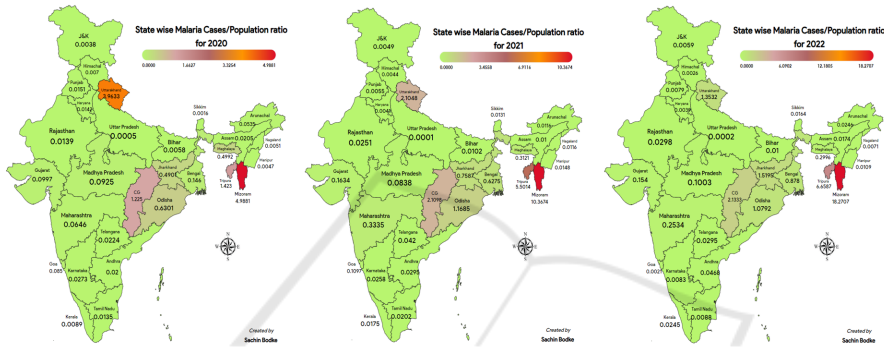 State wise Malaria Cases/Population ratio
for 2020
0.0000 1.6627 3.3254 4.9881
J&K
0.0038
Himachal
0.007
Punjab
0.0151
Uttarakhand
3.9633
Haryana
0.0142
Rajasthan
0.0139
Uttar Pradesh
0.0005
Bihar
0.0058
Sikkim
0.0016
Arunachal
0.0535
Assam
0.0205
Nagaland
0.0051
Meghalaya
0.4992
Manipur
0.0047
Tripura
1.423
Mizoram
4.9881
Gujarat
0.0997
Madhya Pradesh
0.0925
Jharkhand
0.4901
Bengal
0.146
CG
1.225
Odisha
0.6301
Maharashtra
0.0646
Telangana
0.0224
Goa
0.085
Karnataka
0.0273
Andhra
0.02
Kerala
0.0089
Tamil Nadu
0.0135
N
W E
S
Created by
Sachin Bodke
State wise Malaria Cases/Population ratio
for 2021
0.0000 3.4558 6.9116 10.3674
J&K
0.0049
Himachal
0.0044
Punjab
0.0055
Uttarakhand
2.1048
Haryana
Rajasthan
0.0251
Uttar Pradesh
0.0001
Bihar
0.0102
Sikkim
0.0131
Arunachal
Assam
0.01
Nagaland
0.0116
Meghalaya
0.3121
Manipur
0.0148
Tripura
5.5014
Mizoram
10.3674
Gujarat
0.1634
Madhya Pradesh
0.0838
Jharkhand
0.7587
Bengal
0.6275
CG
2.1098
Odisha
1.1685
Maharashtra
0.3335
Telangana
0.042
Goa
0.1097
Karnataka
0.0258
Andhra
0.0295
Kerala
0.0175
Tamil Nadu
0.0202
N
W E
S
Created by
Sachin Bodke
State wise Malaria Cases/Population ratio
for 2022
0.0000 6.0902 12.1805 18.2707
J&K
0.0059
Himachal
0.0026
Punjab
0.0079
Uttarakhand
1.3532
Haryana
Rajasthan
0.0298
Uttar Pradesh
0.0002
Bihar
0.01
Sikkim
0.0164
Arunachal
Assam
0.0174
Nagaland
0.0071
Meghalaya
0.2996
Manipur
0.0109
Tripura
6.6587
Mizoram
18.2707
Gujarat
0.154
Madhya Pradesh
0.1003
Jharkhand
1.5195
Bengal
0.878
CG
2.1333
Odisha
1.0792
Maharashtra
0.2534
Telangana
0.0295
Goa
Karnataka
0.0083
Andhra
0.0468
Kerala
0.0245
Tamil Nadu
0.0088
N
W E
S
Created by
Sachin Bodke